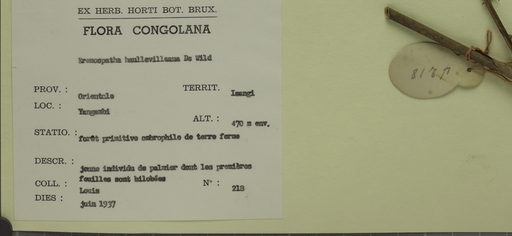 EX HERB. HORTI BOT. BRUX.
FLORA CONGOLANA
Eremospatha haullevilleana De Wild
PROV. : Orientale TERRIT. Isangi
LOC. : Yangambi ALT. : 470 m env.
STATIO. : forêt primitive ombrophile de terre ferme
DESCR. : jeune individu de palmier dont les premières
feuilles sont bilobées
COLL. : Louis N° : 218
DIES : juin 1937